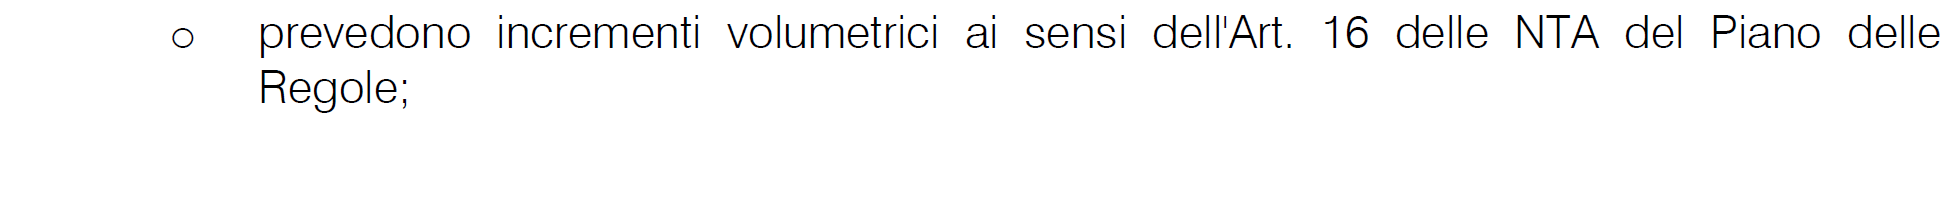 ○ prevedono incrementi volumetrici ai sensi dell'Art. 16 delle NTA del Piano delle
Regole;